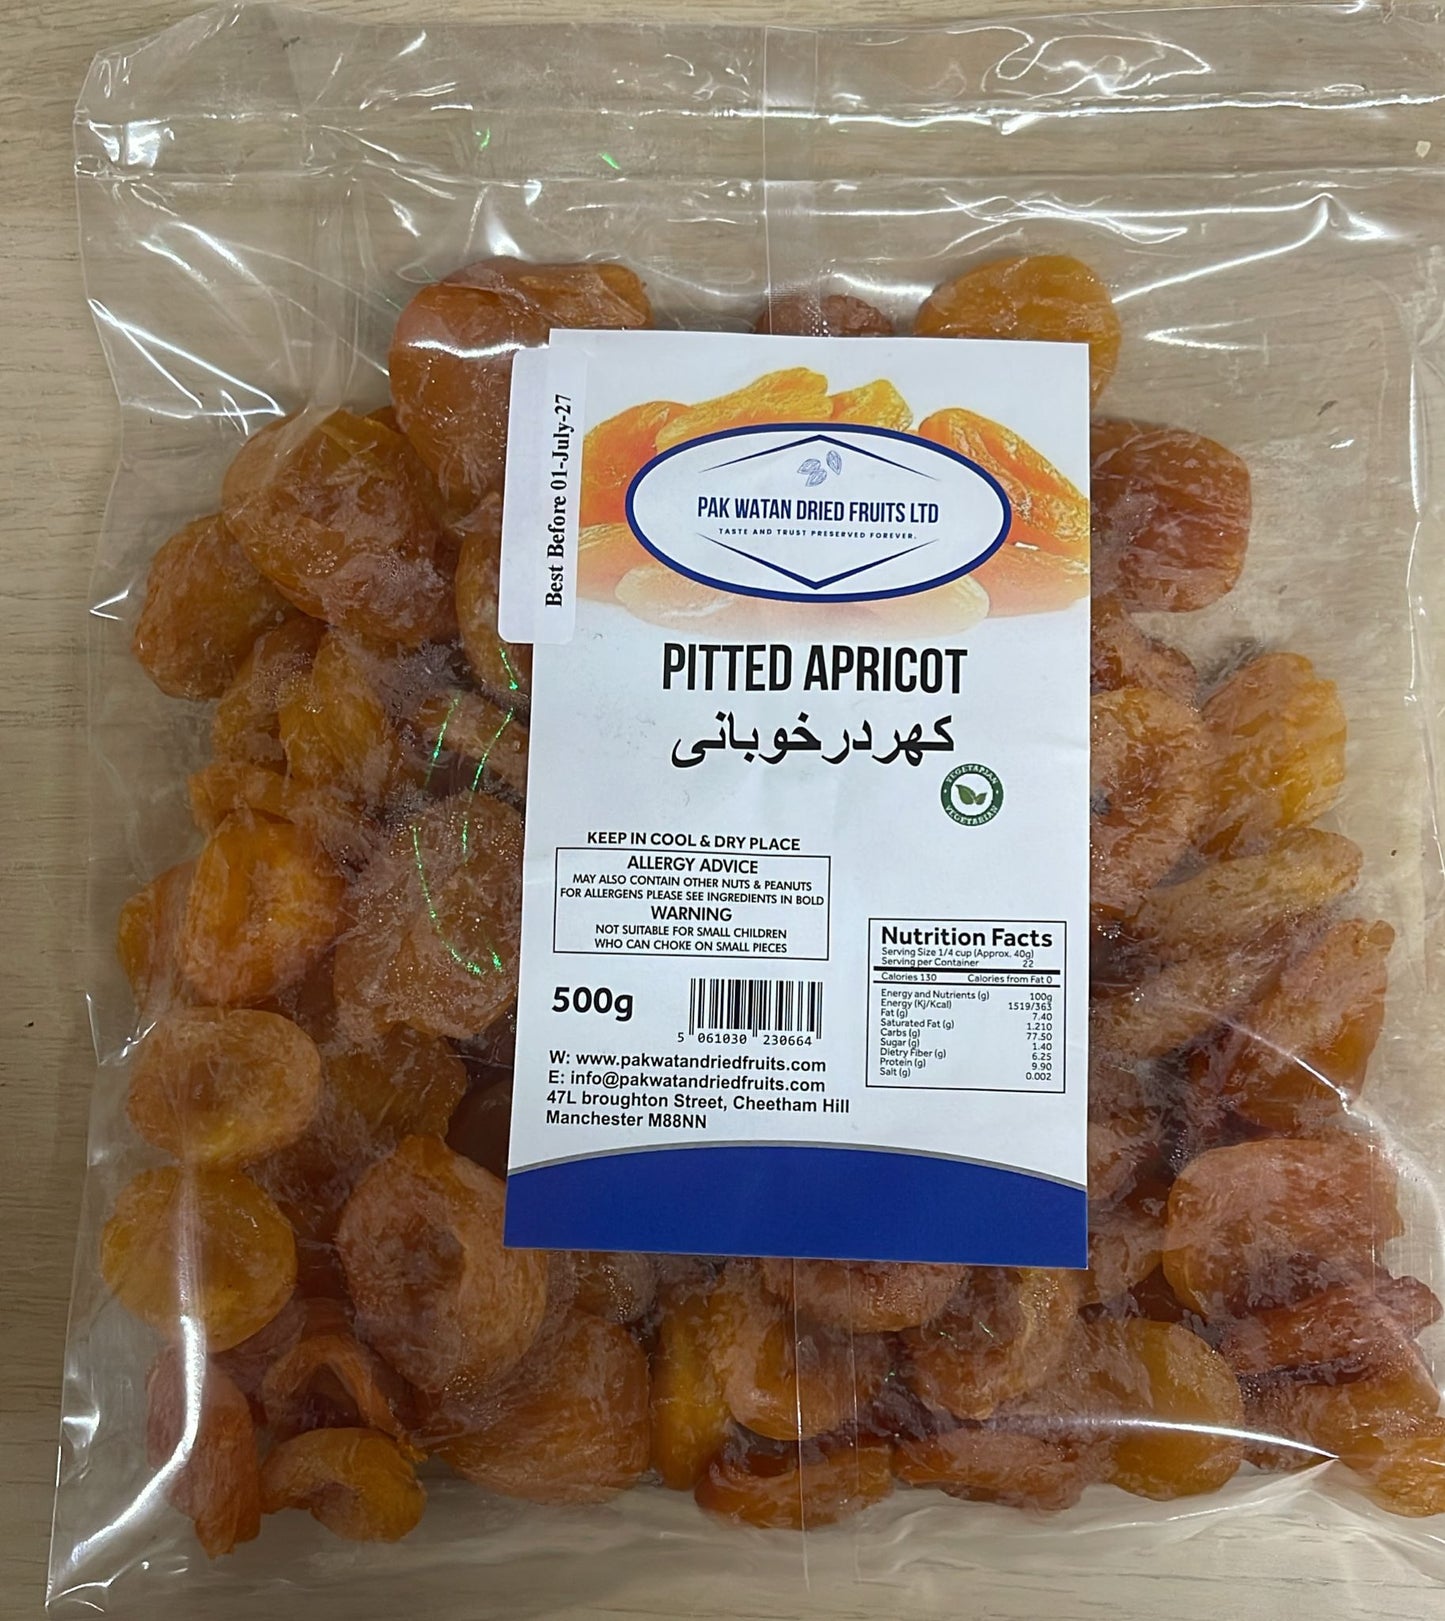 Best Before 01-July-27
PAK WATAN DRIED FRUITS LTD
TASTE AND TRUST PRESERVED FOREVER.
PITTED APRICOT
کھردرخوبانی
VEGETARIAN
VEGETARIAN
KEEP IN COOL & DRY PLACE
ALLERGY ADVICE
MAY ALSO CONTAIN OTHER NUTS & PEANUTS
FOR ALLERGENS PLEASE SEE INGREDIENTS IN BOLD
WARNING
NOT SUITABLE FOR SMALL CHILDREN
WHO CAN CHOKE ON SMALL PIECES
500g
5 061030 230664
W: www.pakwatandriedfruits.com
E: info@pakwatandriedfruits.com
47L broughton Street, Cheetham Hill
Manchester M88NN
Nutrition Facts
Serving Size 1/4 cup (Approx. 40g)
Serving per Container 22
Calories 130 Calories from Fat 0
Energy and Nutrients (g) 100g
Energy (KJ/Kcal) 1519/363
Fat (g) 7.40
Saturated Fat (g) 1.210
Carbs (g) 77.50
Sugar (g) 1.40
Dietry Fiber (g) 6.25
Protein (g) 9.90
Salt (g) 0.002